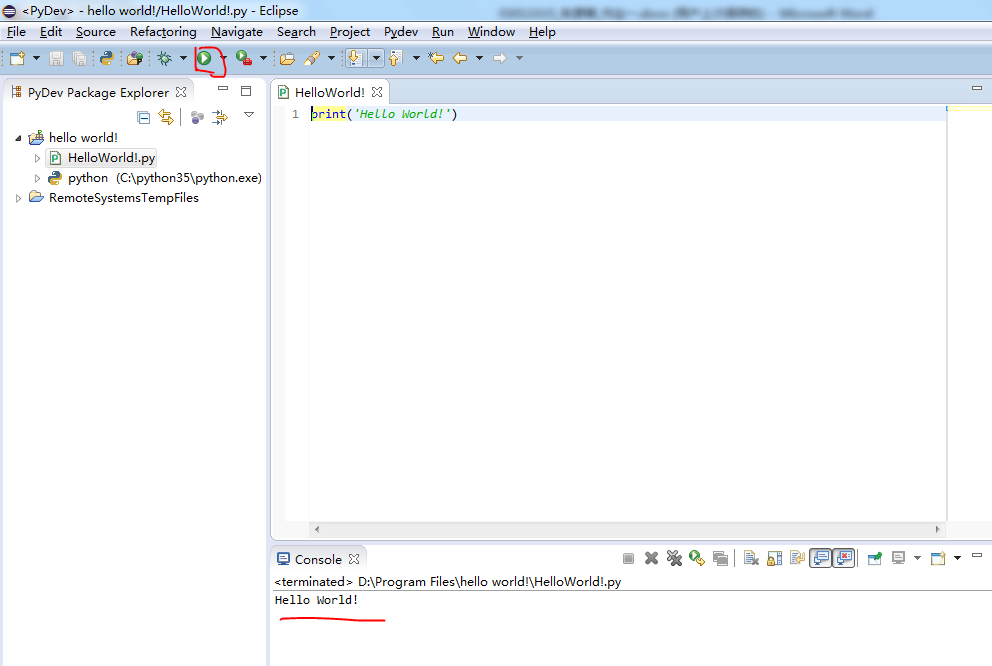 <PyDev> - hello world!/HelloWorld!.py - Eclipse
File Edit Source Refactoring Navigate Search Project Pydev Run Window Help
PyDev Package Explorer
hello world!
HelloWorld!.py
python (C:\python35\python.exe)
RemoteSystemsTempFiles
HelloWorld!
1 print('Hello World!')
Console
<terminated> D:\Program Files\hello world!\HelloWorld!.py
Hello World!